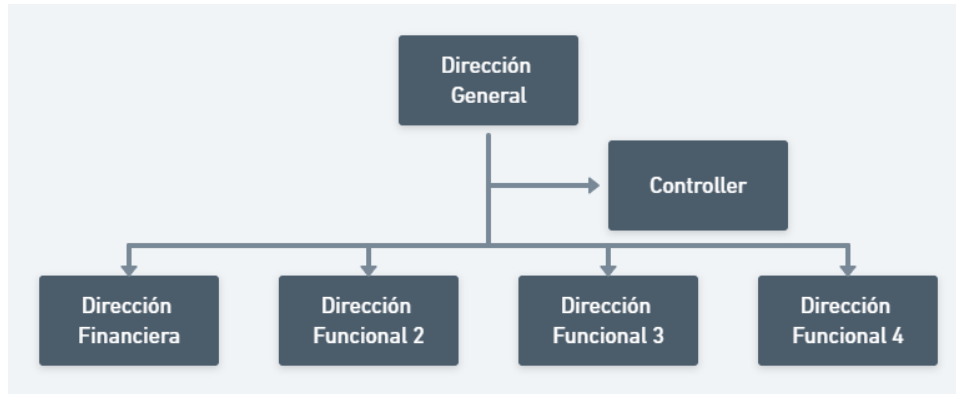 Dirección
General
Controller
Dirección
Financiera
Dirección
Funcional 2
Dirección
Funcional 3
Dirección
Funcional 4